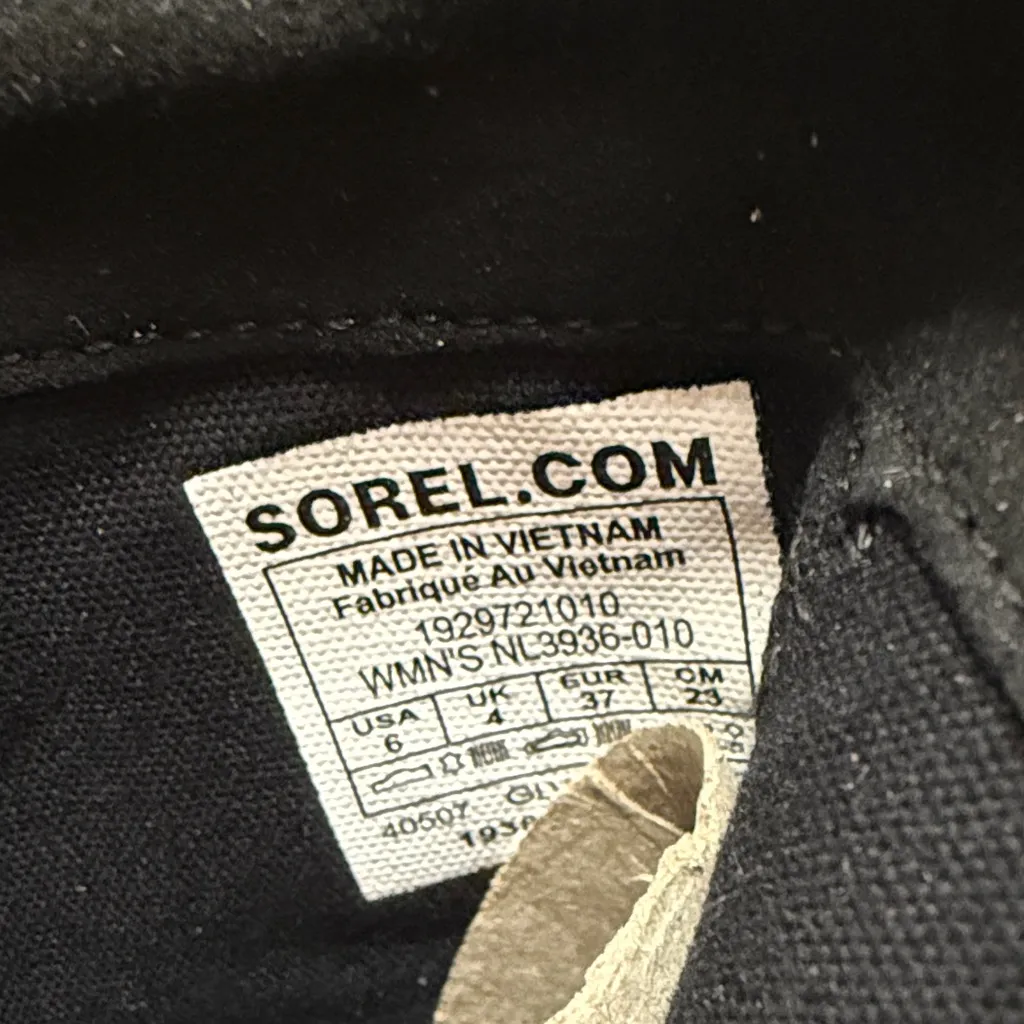 SOREL.COM
MADE IN VIETNAM
Fabriqué Au Vietnam
1929721010
WMN'S NL3936-010
USA UK EUR CM
6 4 37 23
40507